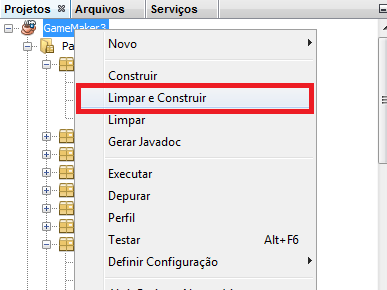 Projetos Arquivos Serviços
GameMaker3
Pa
Novo
Construir
Limpar e Construir
Limpar
Gerar Javadoc
Executar
Depurar
Perfil
Testar Alt+F6
Definir Configuração